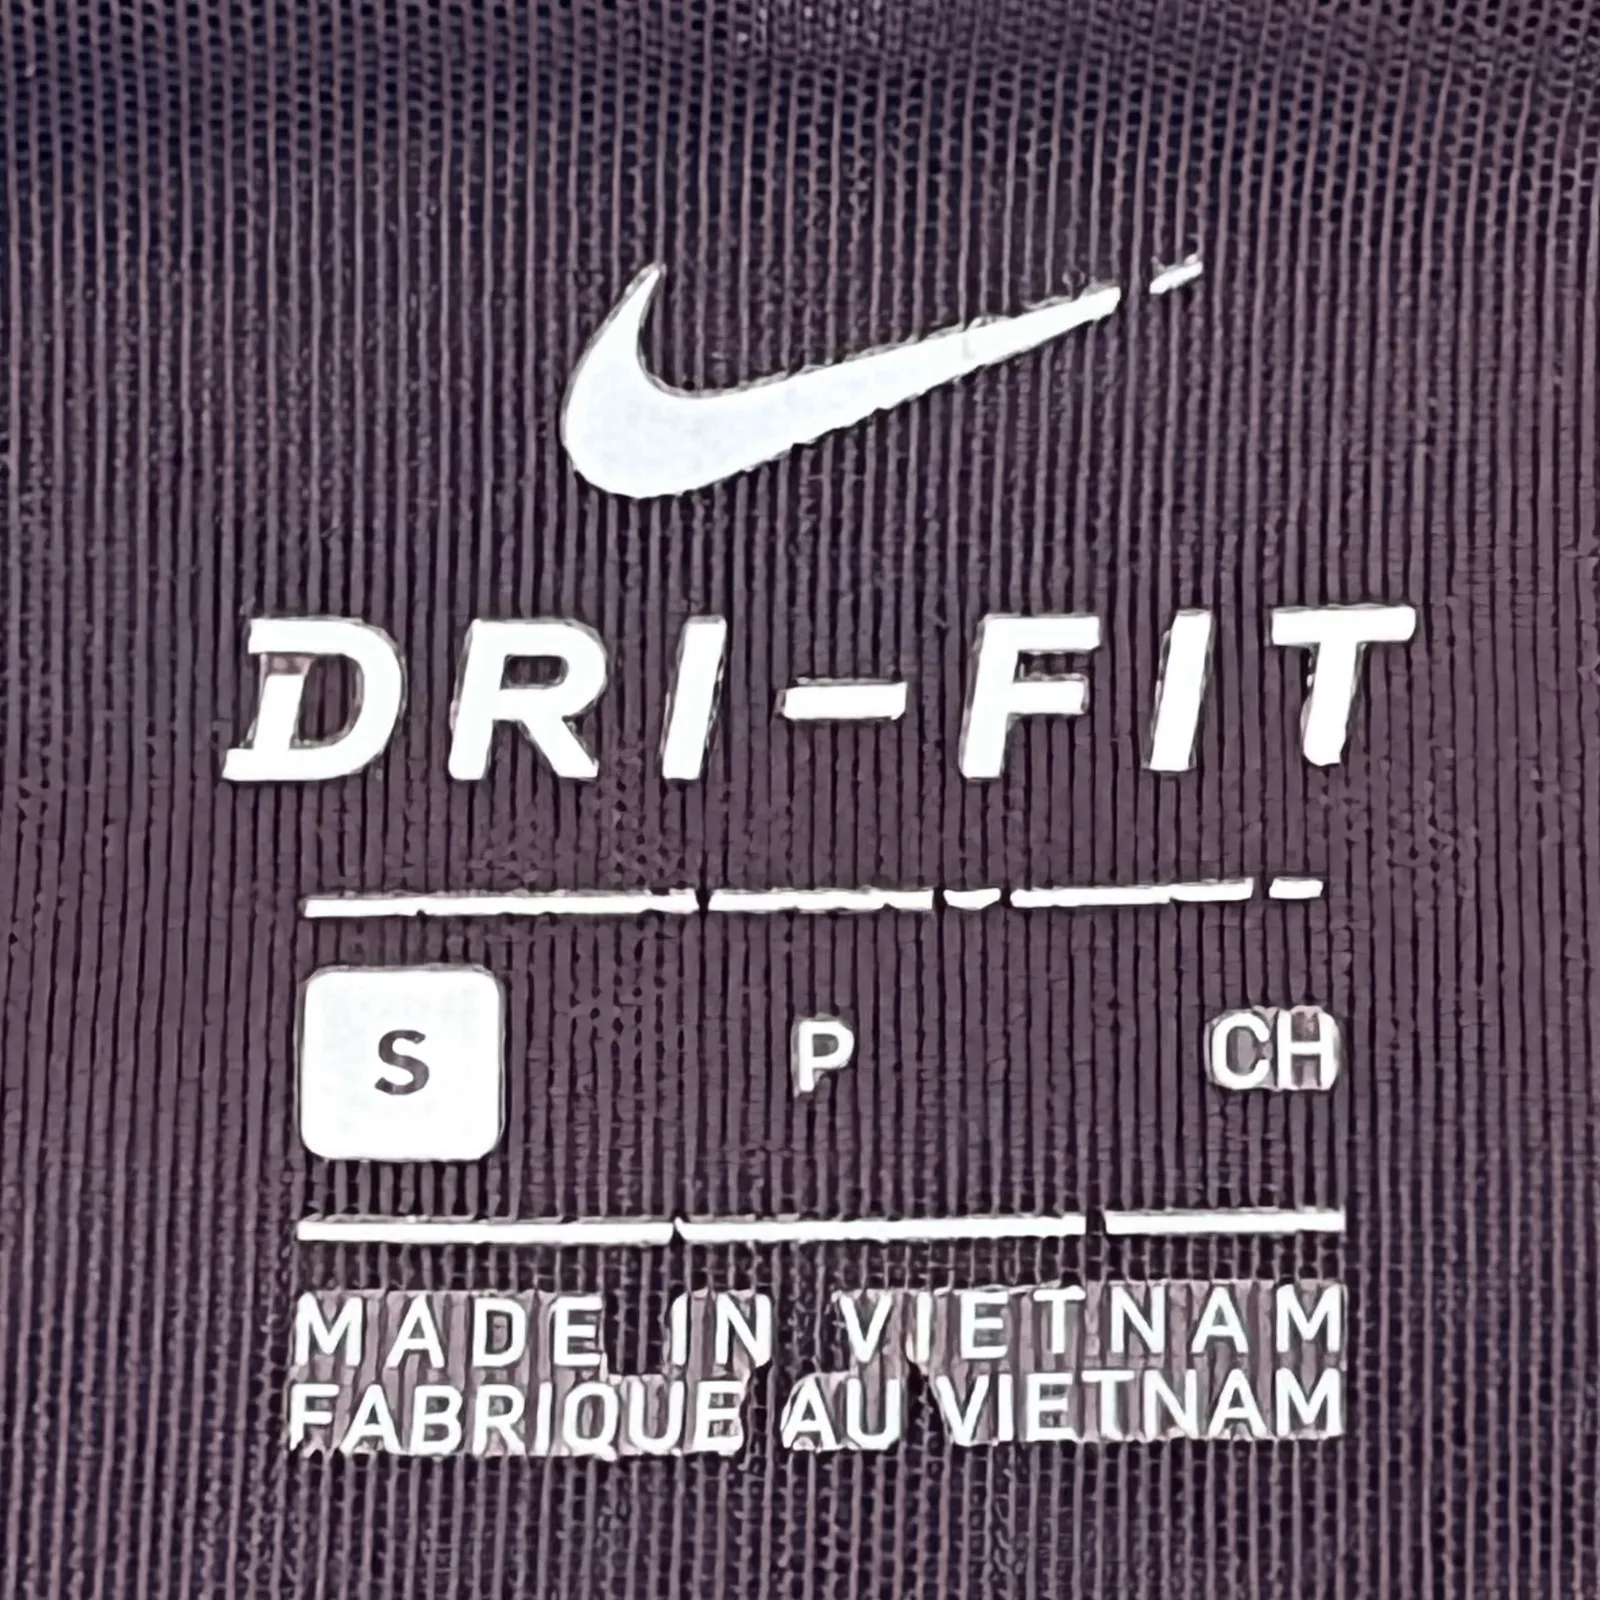 DRI-FIT
S P CH
MADE IN VIETNAM
FABRIQUE AU VIETNAM